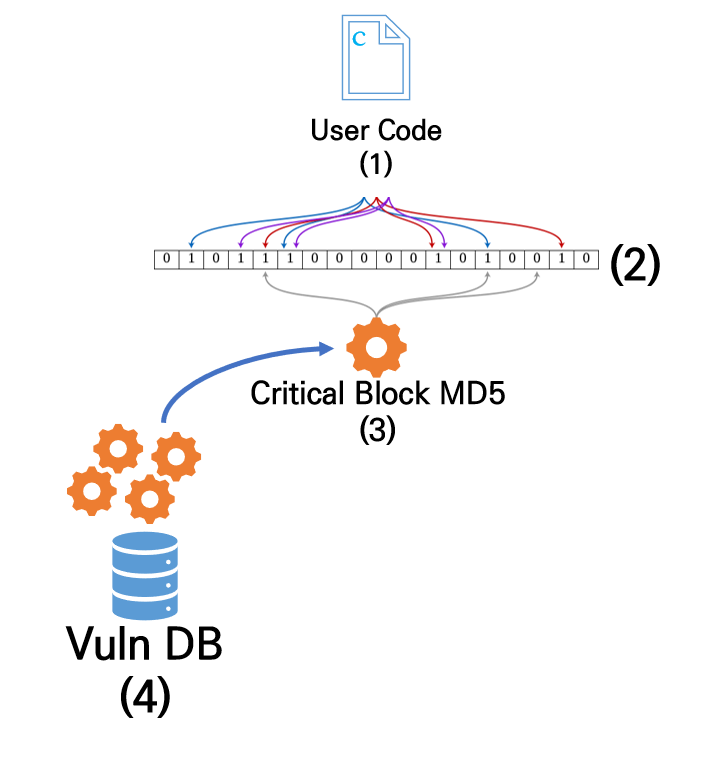 C
User Code
(1)
0 1 0 1 1 1 0 0 0 0 0 1 0 1 0 0 1 0
(2)
Critical Block MD5
(3)
Vuln DB
(4)